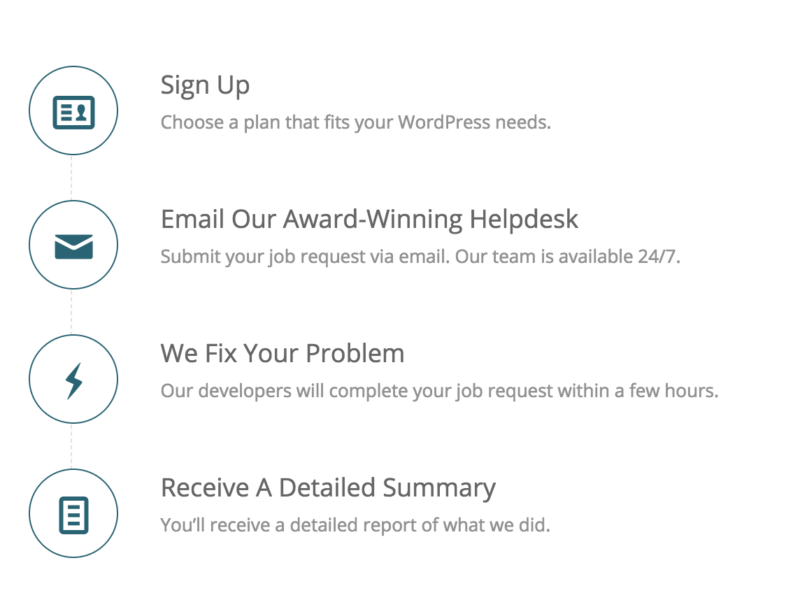 Sign Up
Choose a plan that fits your WordPress needs.
Email Our Award-Winning Helpdesk
Submit your job request via email. Our team is available 24/7.
We Fix Your Problem
Our developers will complete your job request within a few hours.
Receive A Detailed Summary
You’ll receive a detailed report of what we did.